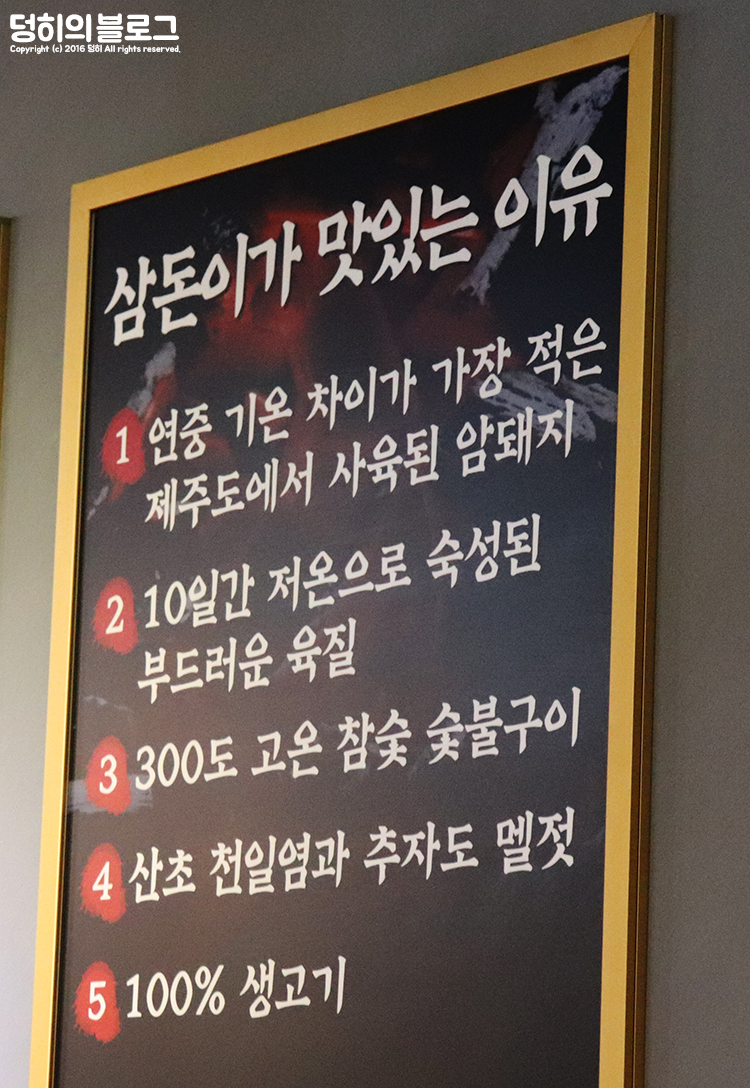 덩히의블로그
Copyright (c) 2016 덩히 All rights reserved.
삼돈이가 맛있는 이유
1 연중 기온 차이가 가장 적은
제주도에서 사육된 암돼지
2 10일간 저온으로 숙성된
부드러운 육질
3 300도 고온 참숯 숯불구이
4 산초 천일염과 추자도 멜젓
5 100% 생고기